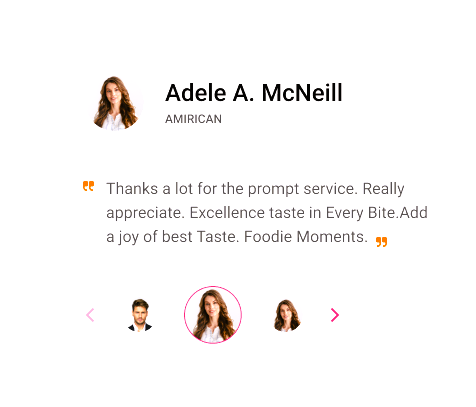 Adele A. McNeill
AMIRICAN
“ Thanks a lot for the prompt service. Really
appreciate. Excellence taste in Every Bite.Add
a joy of best Taste. Foodie Moments. ”